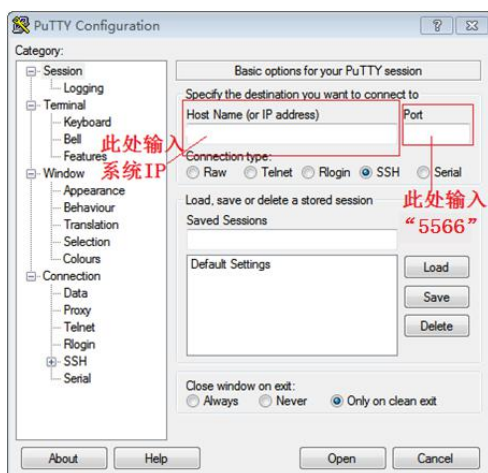 PuTTY Configuration
Category:
Session
Logging
Terminal
Keyboard
Bell
Features
Window
Appearance
Behaviour
Translation
Selection
Colours
Connection
Data
Proxy
Telnet
Rlogin
SSH
Serial
Basic options for your PuTTY session
Specify the destination you want to connect to
Host Name (or IP address)
Port
此处输入
系统IP
Connection type:
Raw Telnet Rlogin SSH Serial
此处输入
“5566”
Load, save or delete a stored session
Saved Sessions
Default Settings
Load
Save
Delete
Close window on exit:
Always Never Only on clean exit
About Help Open Cancel